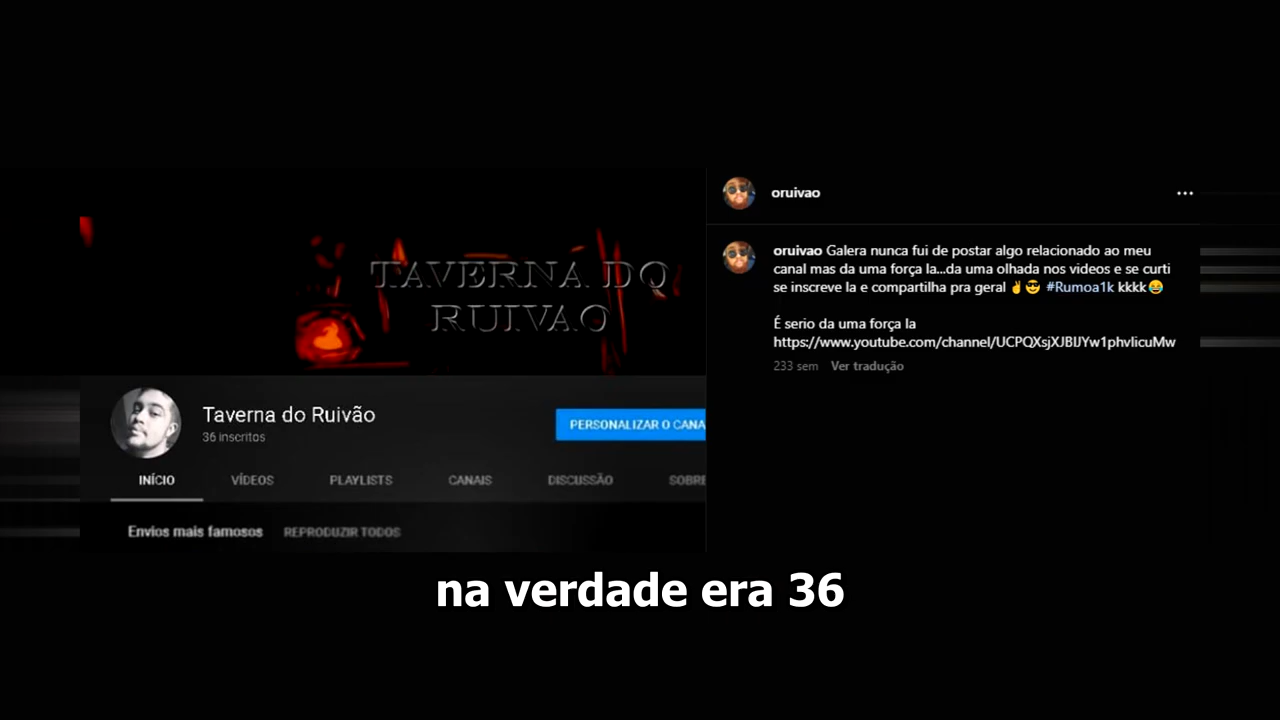 TAVERNA DO
RUIVAO
Taverna do Ruivão
36 inscritos
PERSONALIZAR O CANA
INÍCIO VÍDEOS PLAYLISTS CANAIS DISCUSSÃO SOBRE
Envios mais famosos REPRODUZIR TODOS
oruivao
oruivao Galera nunca fui de postar algo relacionado ao meu
canal mas da uma força la...da uma olhada nos videos e se curti
se inscreve la e compartilha pra geral ✌😎 #Rumoa1k kkkk😂
É serio da uma força la
https://www.youtube.com/channel/UCPQXsjXJBIJYw1phvIicuMw
233 sem Ver tradução
na verdade era 36